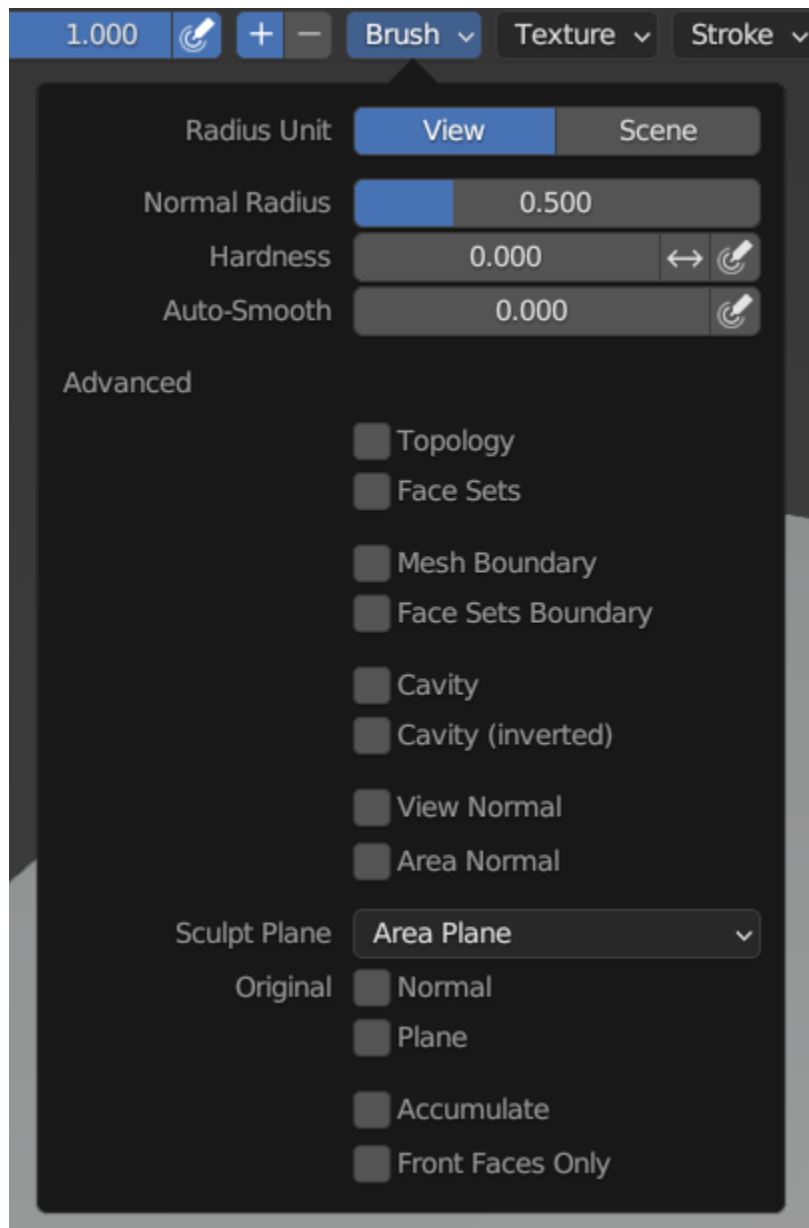 1.000 + − Brush Texture Stroke
Radius Unit View Scene
Normal Radius 0.500
Hardness 0.000
Auto-Smooth 0.000
Advanced
Topology
Face Sets
Mesh Boundary
Face Sets Boundary
Cavity
Cavity (inverted)
View Normal
Area Normal
Sculpt Plane Area Plane
Original Normal
Plane
Accumulate
Front Faces Only